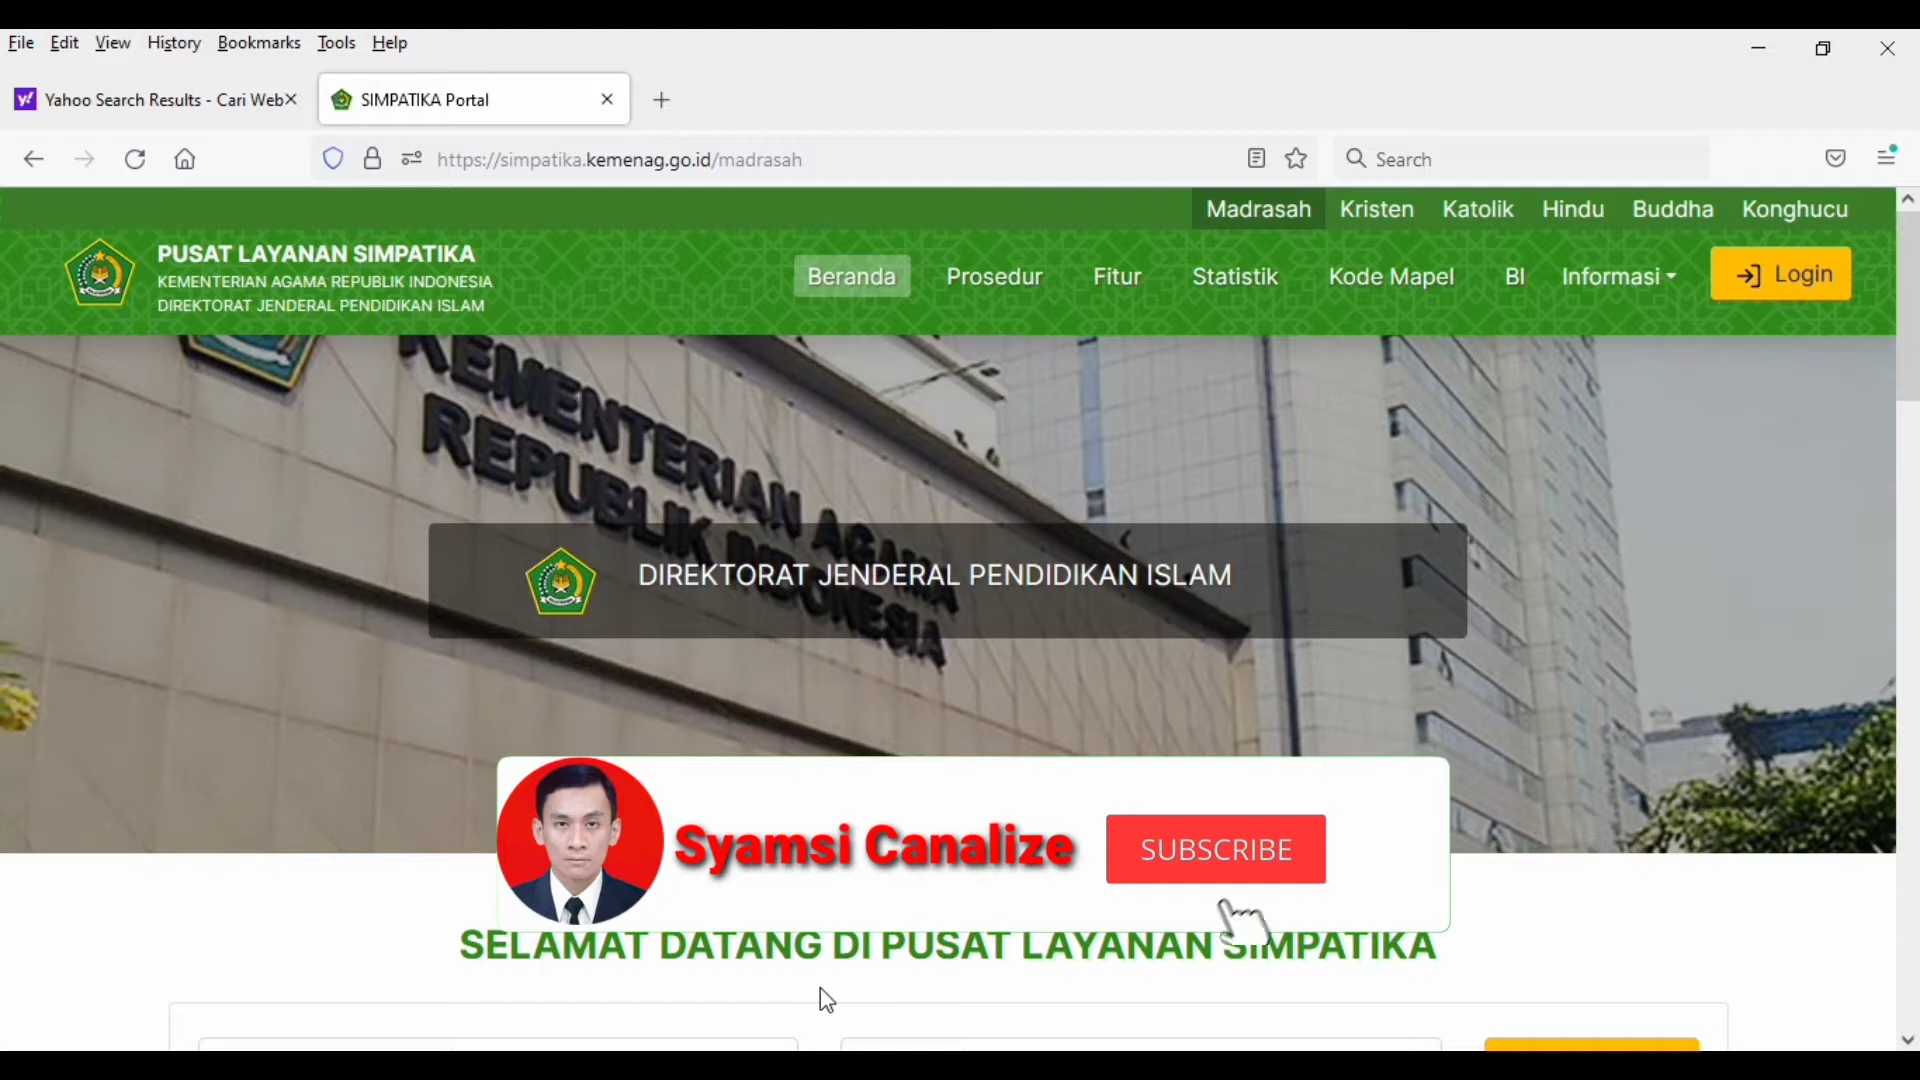 File Edit View History Bookmarks Tools Help
Yahoo Search Results - Cari Web
SIMPATIKA Portal
https://simpatika.kemenag.go.id/madrasah
Search
Madrasah Kristen Katolik Hindu Buddha Konghucu
PUSAT LAYANAN SIMPATIKA
KEMENTERIAN AGAMA REPUBLIK INDONESIA
DIREKTORAT JENDERAL PENDIDIKAN ISLAM
Beranda Prosedur Fitur Statistik Kode Mapel BI Informasi Login
KEMENTERIAN AGAMA
REPUBLIK INDONESIA
DIREKTORAT JENDERAL PENDIDIKAN ISLAM
Syamsi Canalize
SUBSCRIBE
SELAMAT DATANG DI PUSAT LAYANAN SIMPATIKA